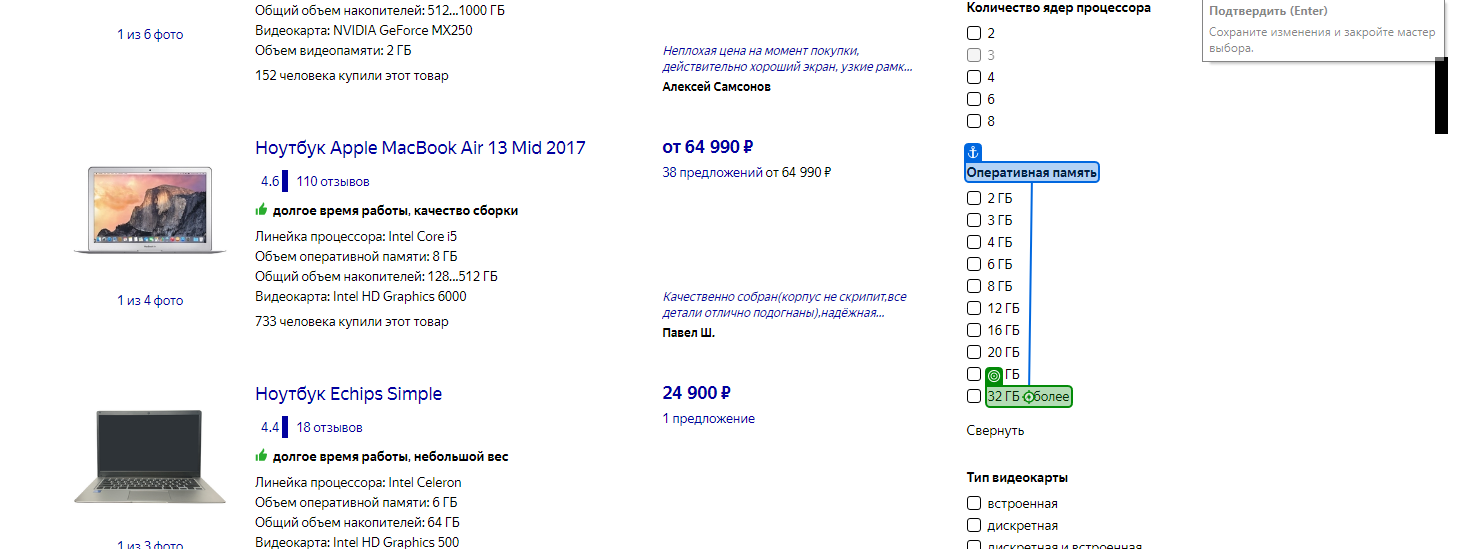 Общий объем накопителей: 512...1000 ГБ
1 из 6 фото
Видеокарта: NVIDIA GeForce MX250
Объем видеопамяти: 2 ГБ
152 человека купили этот товар
Неплохая цена на момент покупки,
действительно хороший экран, узкие рамк...
Алексей Самсонов
Ноутбук Apple MacBook Air 13 Mid 2017
4.6 110 отзывов
долгое время работы, качество сборки
Линейка процессора: Intel Core i5
Объем оперативной памяти: 8 ГБ
Общий объем накопителей: 128...512 ГБ
Видеокарта: Intel HD Graphics 6000
733 человека купили этот товар
1 из 4 фото
от 64 990 ₽
38 предложений от 64 990 ₽
Качественно собран(корпус не скрипит,все
детали отлично подогнаны),надёжная...
Павел Ш.
Ноутбук Echips Simple
4.4 18 отзывов
долгое время работы, небольшой вес
Линейка процессора: Intel Celeron
Объем оперативной памяти: 6 ГБ
Общий объем накопителей: 64 ГБ
Видеокарта: Intel HD Graphics 500
1 из 3 фото
24 900 ₽
1 предложение
Количество ядер процессора
2
3
4
6
8
Оперативная память
2 ГБ
3 ГБ
4 ГБ
6 ГБ
8 ГБ
12 ГБ
16 ГБ
20 ГБ
ГБ
32 ГБ более
Свернуть
Тип видеокарты
встроенная
дискретная
дискретная и встроенная
Подтвердить (Enter)
Сохраните изменения и закройте мастер
выбора.